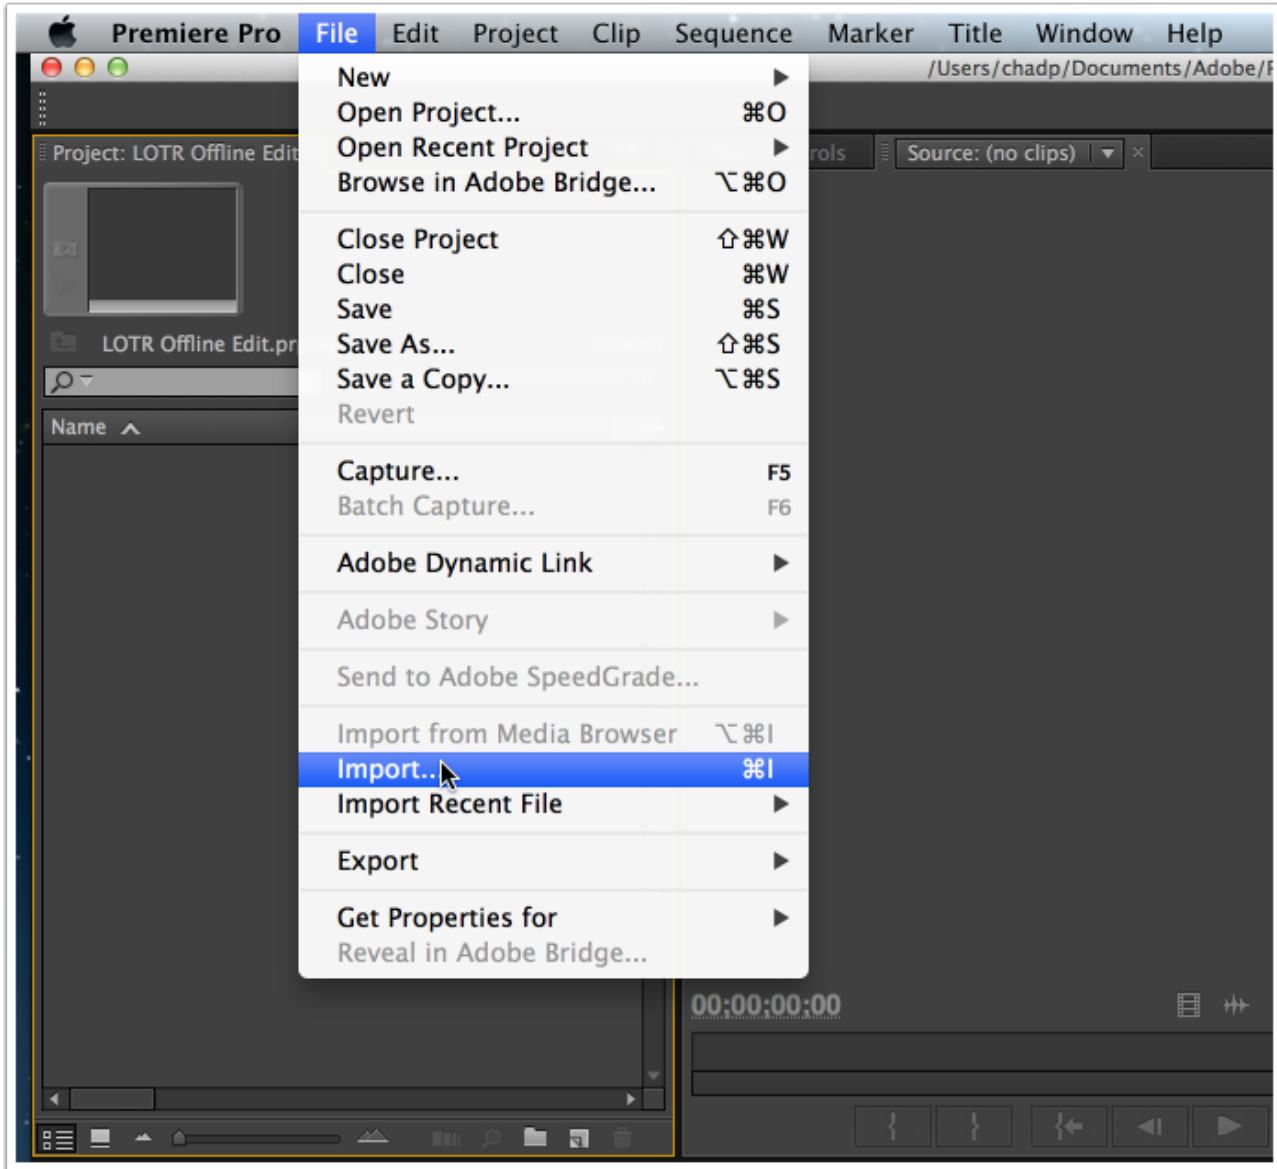 Premiere Pro File Edit Project Clip Sequence Marker Title Window Help
/Users/chadp/Documents/Adobe/
Project: LOTR Offline Edit
rols
Source: (no clips)
LOTR Offline Edit.pr
Name
New
Open Project... ⌘O
Open Recent Project
Browse in Adobe Bridge... ⌥⌘O
Close Project ⇧⌘W
Close ⌘W
Save ⌘S
Save As... ⇧⌘S
Save a Copy... ⌥⌘S
Revert
Capture... F5
Batch Capture... F6
Adobe Dynamic Link
Adobe Story
Send to Adobe SpeedGrade...
Import from Media Browser ⌥⌘I
Import... ⌘I
Import Recent File
Export
Get Properties for
Reveal in Adobe Bridge...
00;00;00;00